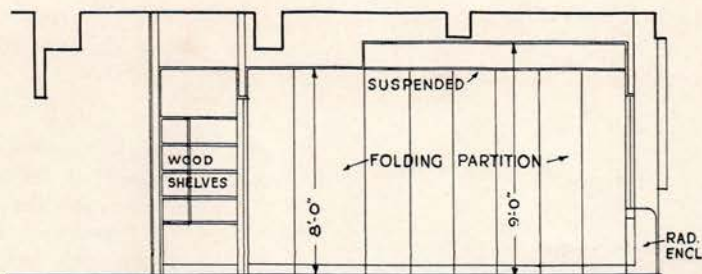 SUSPENDED
WOOD
SHELVES
FOLDING PARTITION
8'-0"
9'-0"
RAD.
ENCL